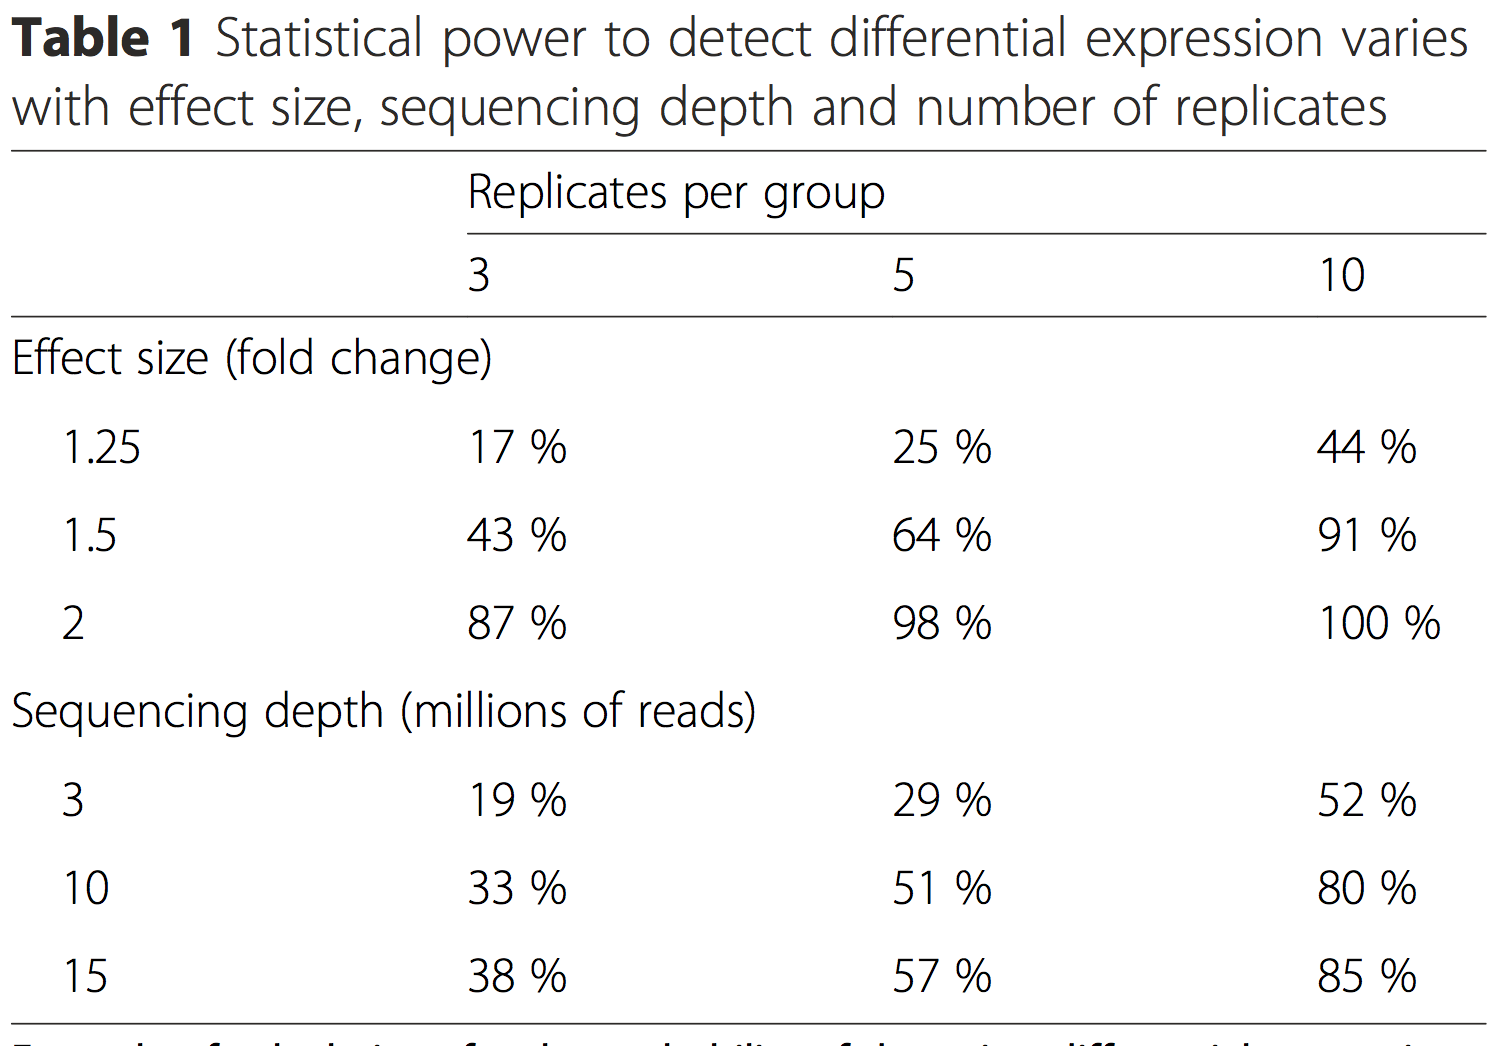 Table 1 Statistical power to detect differential expression varies
with effect size, sequencing depth and number of replicates
Replicates per group
3 5 10
Effect size (fold change)
1.25 17 % 25 % 44 %
1.5 43 % 64 % 91 %
2 87 % 98 % 100 %
Sequencing depth (millions of reads)
3 19 % 29 % 52 %
10 33 % 51 % 80 %
15 38 % 57 % 85 %